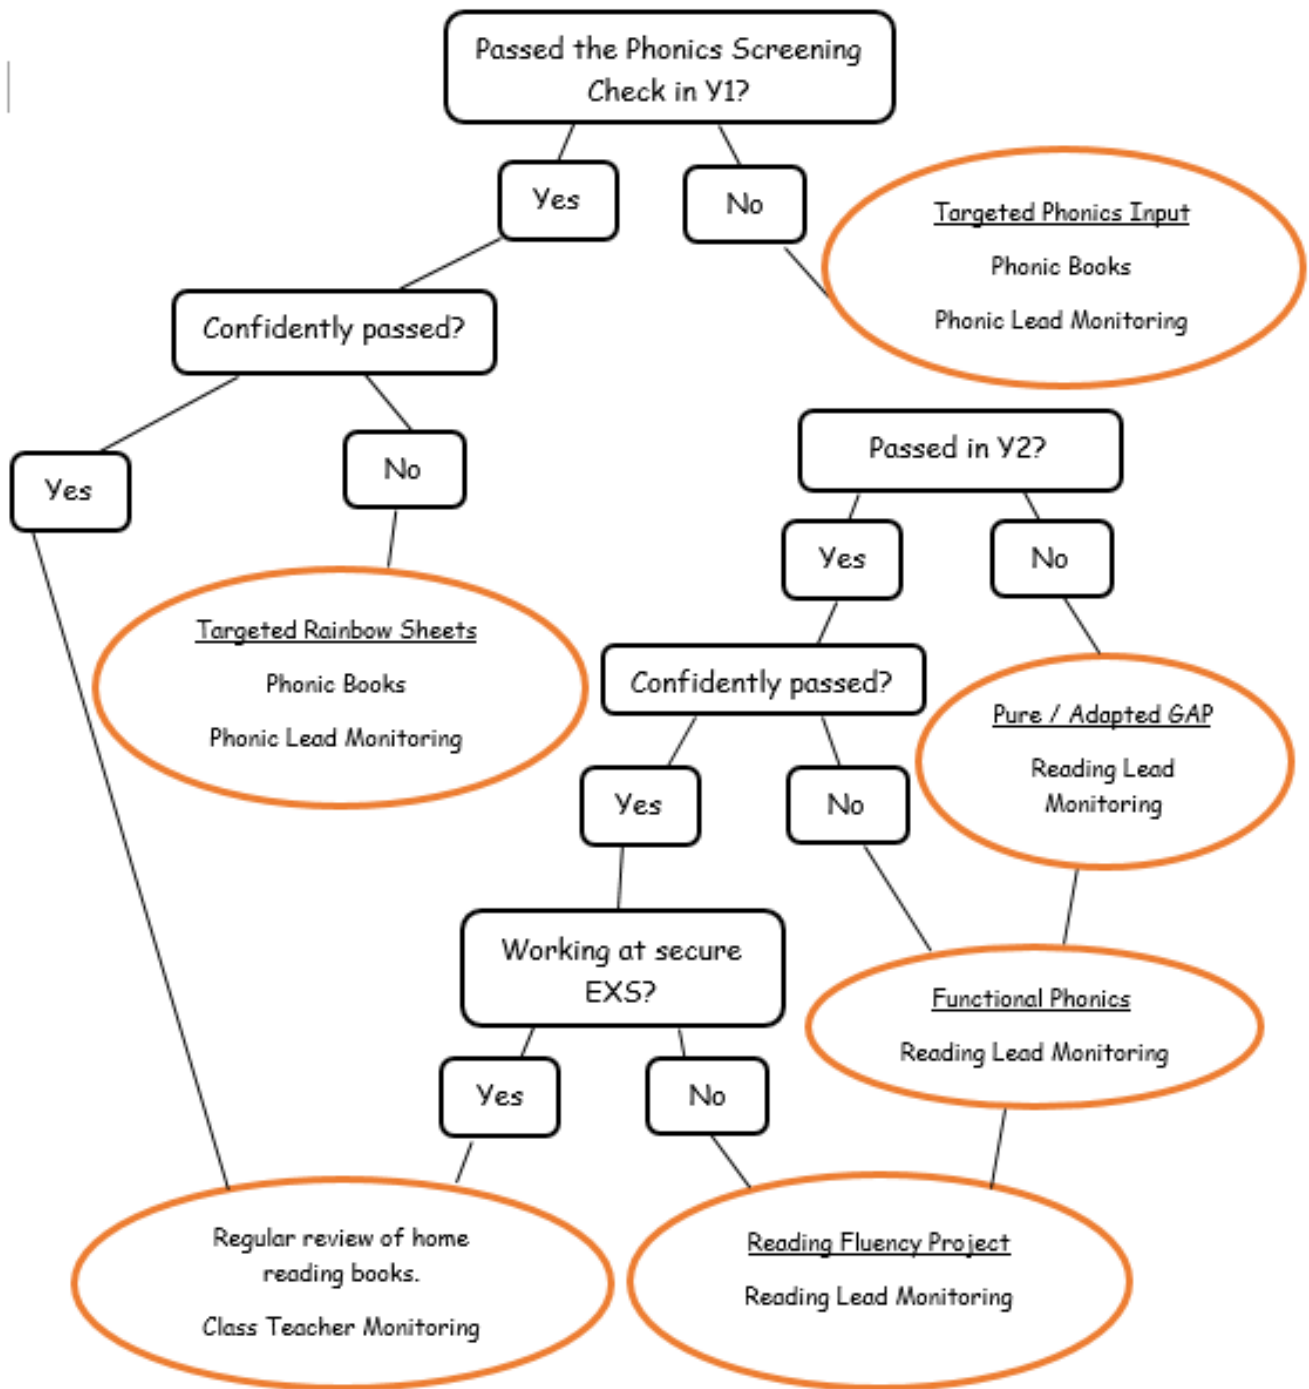 Passed the Phonics Screening
Check in Y1?
Yes
No
Targeted Phonics Input
Phonic Books
Phonic Lead Monitoring
Confidently passed?
Yes
No
Targeted Rainbow Sheets
Phonic Books
Phonic Lead Monitoring
Passed in Y2?
Yes
No
Confidently passed?
Pure / Adapted GAP
Reading Lead
Monitoring
Yes
No
Working at secure
EXS?
Functional Phonics
Reading Lead Monitoring
Yes
No
Regular review of home
reading books.
Class Teacher Monitoring
Reading Fluency Project
Reading Lead Monitoring